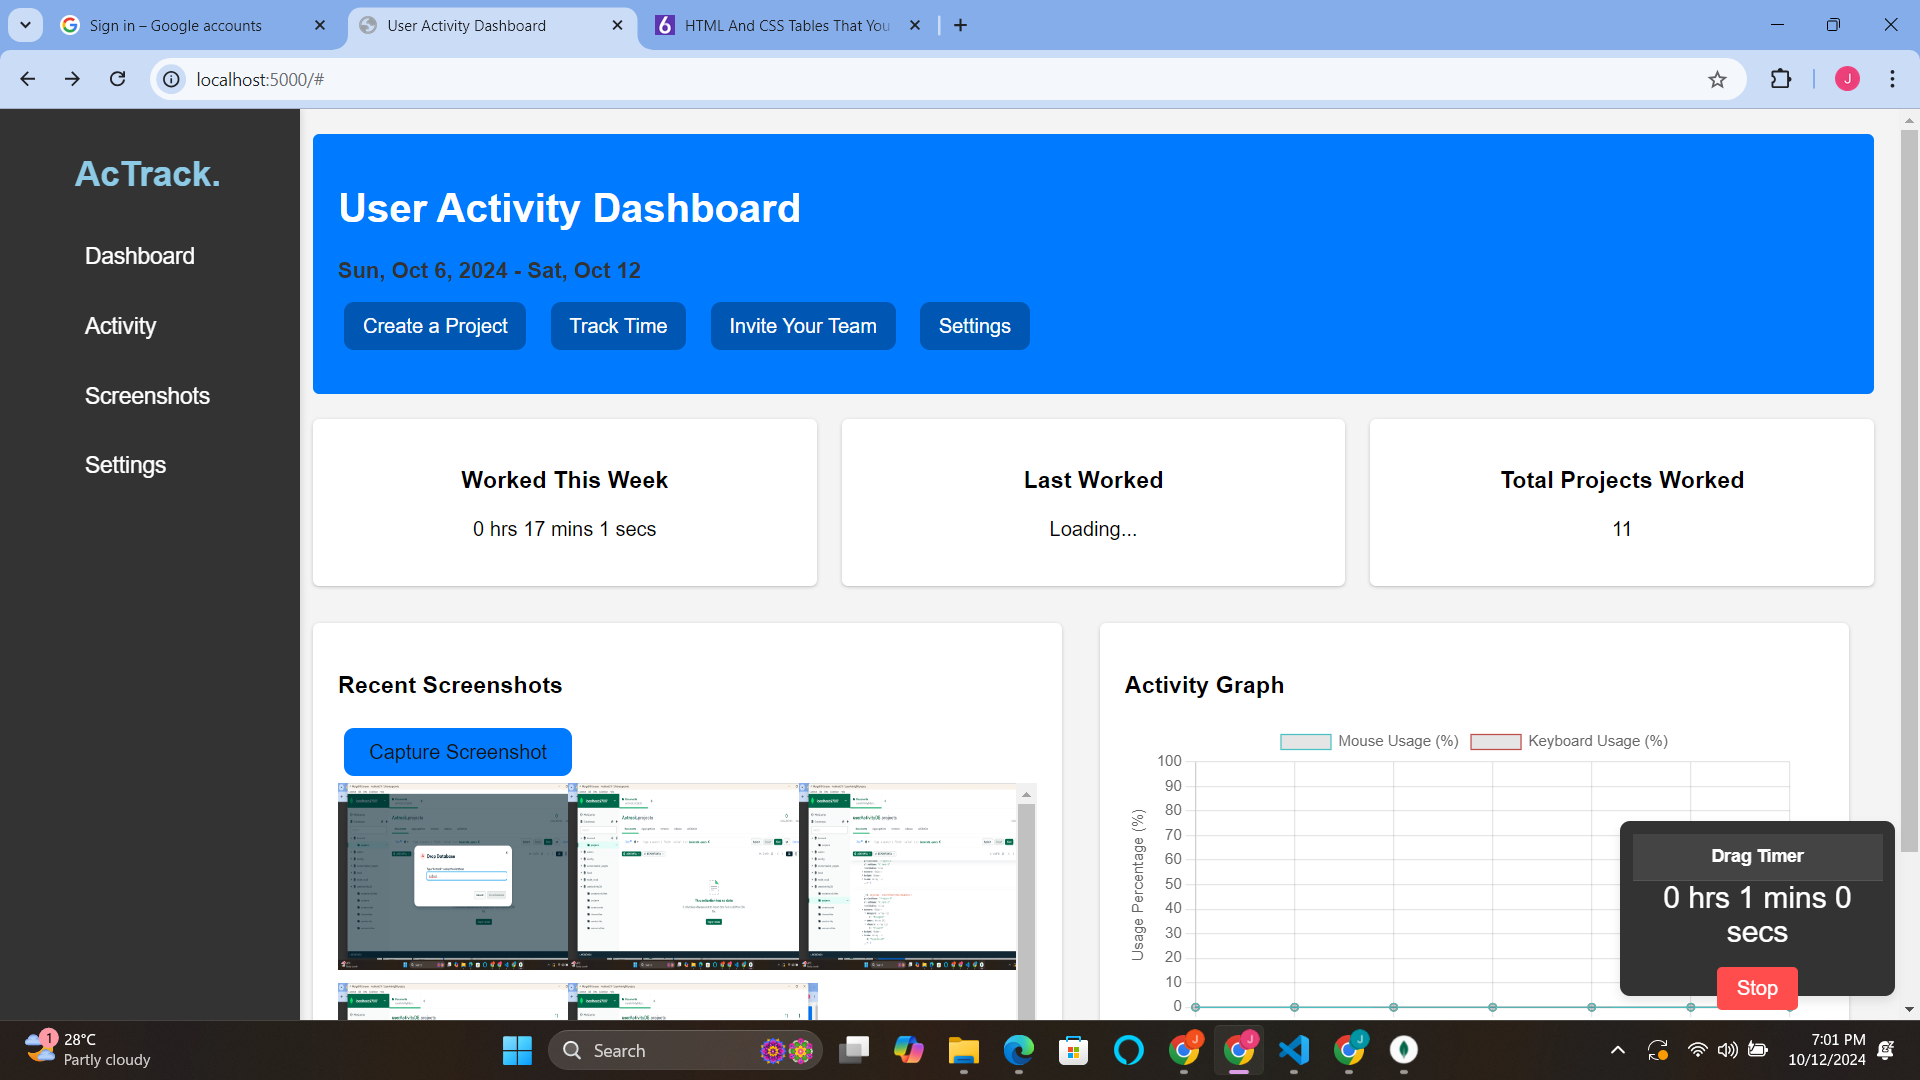 Sign in – Google accounts
User Activity Dashboard
HTML And CSS Tables That You
localhost:5000/#
J
AcTrack.
Dashboard
Activity
Screenshots
Settings
User Activity Dashboard
Sun, Oct 6, 2024 - Sat, Oct 12
Create a Project
Track Time
Invite Your Team
Settings
Worked This Week
0 hrs 17 mins 1 secs
Last Worked
Loading...
Total Projects Worked
11
Recent Screenshots
Capture Screenshot
Drop Database
Activity Graph
Mouse Usage (%)
Keyboard Usage (%)
Usage Percentage (%)
100
90
80
70
60
50
40
30
20
10
0
Drag Timer
0 hrs 1 mins 0
secs
Stop
1
28°C
Partly cloudy
Search
J
J
J
7:01 PM
10/12/2024